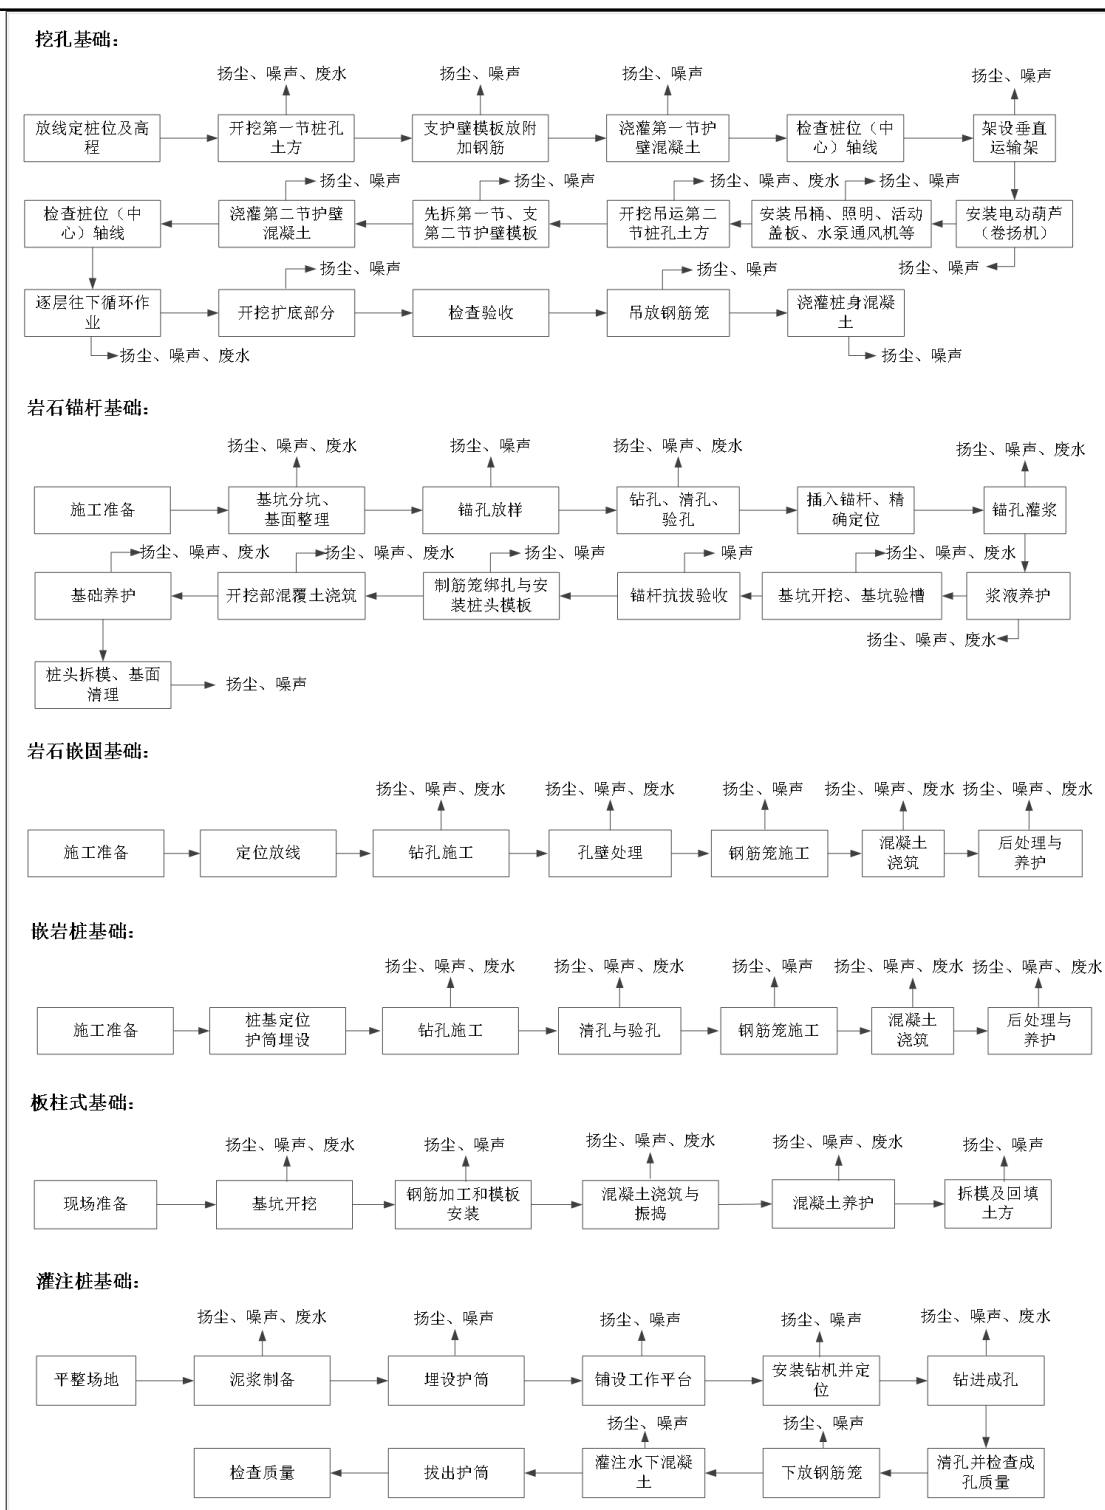 挖孔基础：
扬尘、噪声、废水
扬尘、噪声
扬尘、噪声
扬尘、噪声
放线定桩位及高
程
开挖第一节桩孔
土方
支护壁模板放附
加钢筋
浇灌第一节护
壁混凝土
检查桩位（中
心）轴线
架设垂直
运输架
扬尘、噪声
扬尘、噪声
扬尘、噪声、废水
扬尘、噪声
检查桩位（中
心）轴线
浇灌第二节护壁
混凝土
先拆第一节、支
第二节护壁模板
开挖吊运第二
节桩孔土方
安装吊桶、照明、活动
盖板、水泵通风机等
安装电动葫芦
（卷扬机）
扬尘、噪声
扬尘、噪声
扬尘、噪声
逐层往下循环作
业
开挖扩底部分
检查验收
吊放钢筋笼
浇灌桩身混凝
土
扬尘、噪声、废水
扬尘、噪声
岩石锚杆基础：
扬尘、噪声、废水
扬尘、噪声
扬尘、噪声、废水
扬尘、噪声、废水
施工准备
基坑分坑、
基面整理
锚孔放样
钻孔、清孔、
验孔
插入锚杆、精
确定位
锚孔灌浆
扬尘、噪声、废水
扬尘、噪声、废水
扬尘、噪声
噪声
扬尘、噪声、废水
基础养护
开挖部混覆土浇筑
制筋笼绑孔与安
装桩头模板
锚杆抗拔验收
基坑开挖、基坑验槽
浆液养护
扬尘、噪声、废水
桩头拆模、基面
清理
扬尘、噪声
岩石嵌固基础：
扬尘、噪声、废水
扬尘、噪声、废水
扬尘、噪声
扬尘、噪声、废水
扬尘、噪声、废水
施工准备
定位放线
钻孔施工
孔壁处理
钢筋笼施工
混凝土
浇筑
后处理与
养护
嵌岩桩基础：
扬尘、噪声、废水
扬尘、噪声、废水
扬尘、噪声
扬尘、噪声、废水
扬尘、噪声、废水
施工准备
桩基定位
护筒埋设
钻孔施工
清孔与验孔
钢筋笼施工
混凝土
浇筑
后处理与
养护
板柱式基础：
扬尘、噪声、废水
扬尘、噪声
扬尘、噪声、废水
扬尘、噪声、废水
扬尘、噪声
现场准备
基坑开挖
钢筋加工和模板
安装
混凝土浇筑与
振捣
混凝土养护
拆模及回填
土方
灌注桩基础：
扬尘、噪声、废水
扬尘、噪声
扬尘、噪声
扬尘、噪声
扬尘、噪声、废水
平整场地
泥浆制备
埋设护筒
铺设工作平台
安装钻机并定
位
钻进成孔
扬尘、噪声
扬尘、噪声
检查质量
拔出护筒
灌注水下混凝
土
下放钢筋笼
清孔并检查成
孔质量